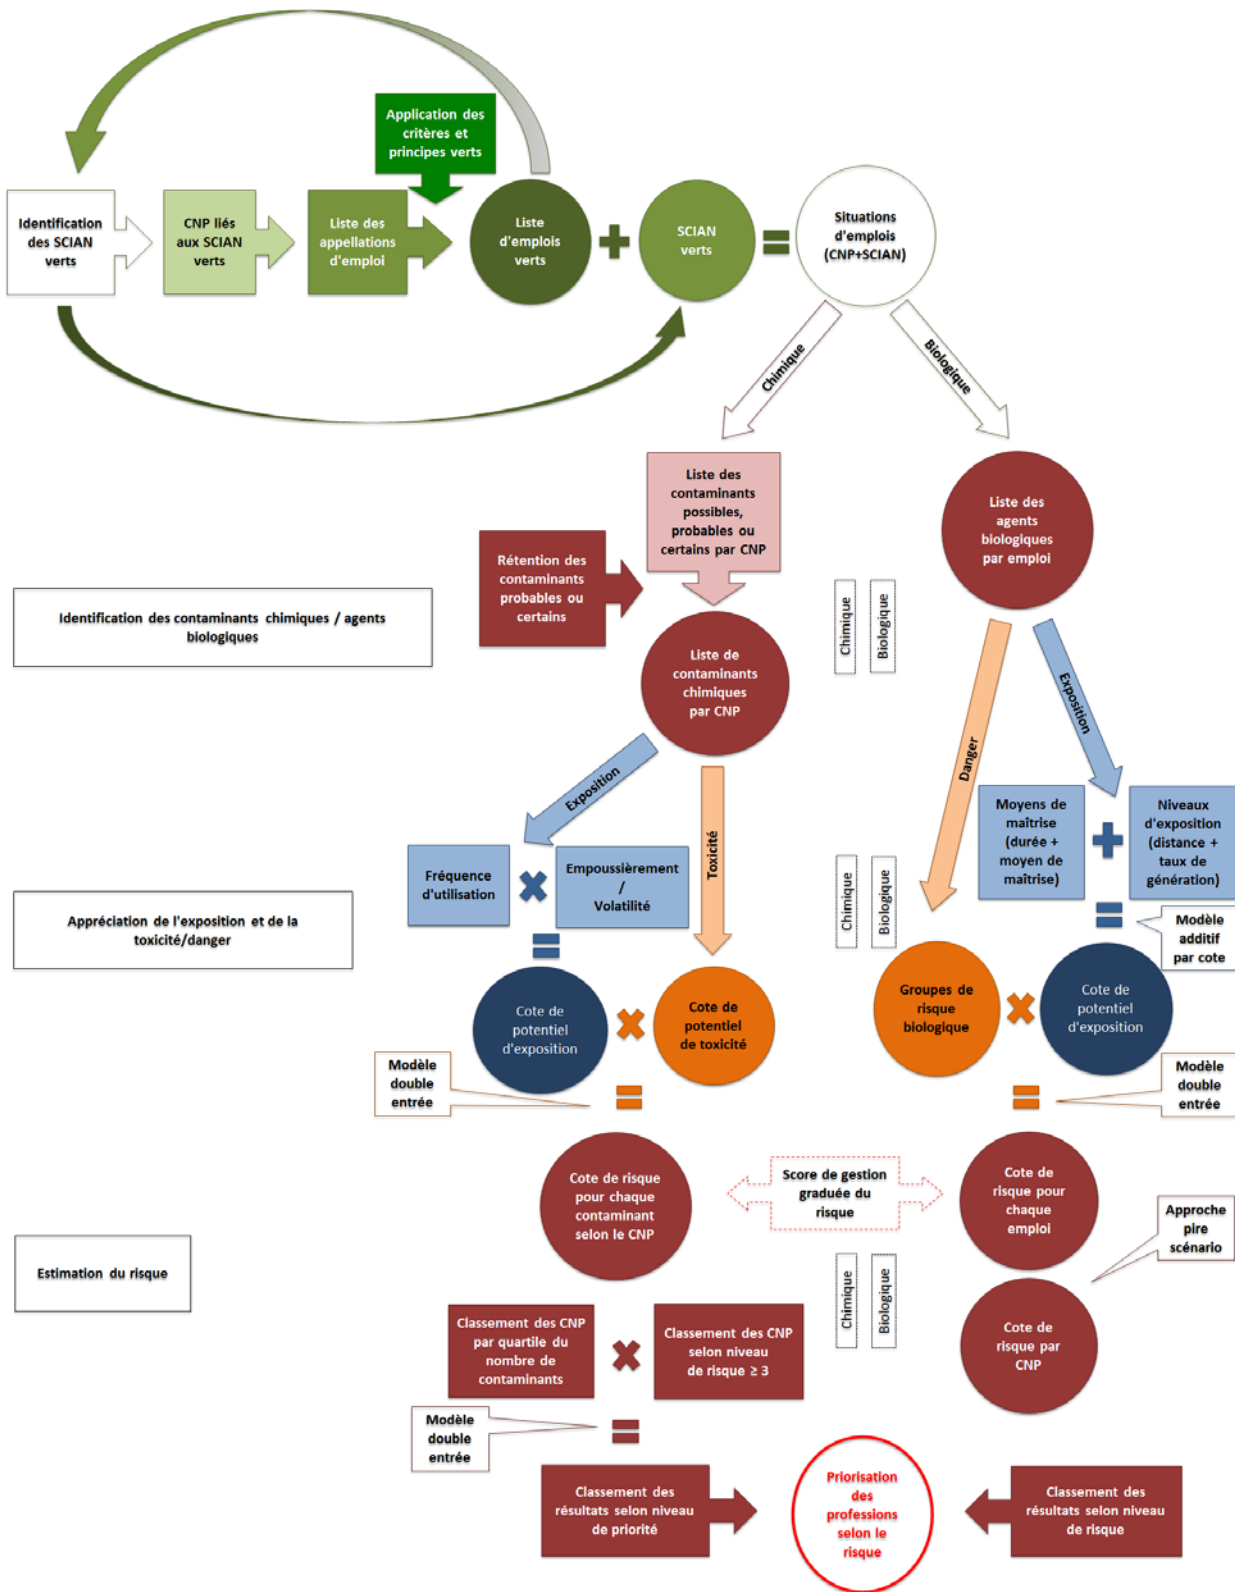 Application des
critères et
principes verts
Identification
des SCIAN
verts
CNP liés
aux SCIAN
verts
Liste des
appellations
d'emploi
Liste
d'emplois
verts
SCIAN
verts
Situations
d'emplois
(CNP+SCIAN)
Chimique
Biologique
Liste des
contaminants
possibles,
probables ou
certains par CNP
Liste des
agents
biologiques
par emploi
Rétention des
contaminants
probables ou
certains
Identification des contaminants chimiques / agents
biologiques
Chimique
Biologique
Liste de
contaminants
chimiques
par CNP
Exposition
Toxicité
Danger
Exposition
Fréquence
d'utilisation
Empoussièrement
/
Volatilité
Moyens de
maîtrise
(durée +
moyen de
maîtrise)
Niveaux
d'exposition
(distance +
taux de
génération)
Appréciation de l'exposition et de la
toxicité/danger
Chimique
Biologique
Modèle
additif
par cote
Cote de
potentiel
d'exposition
Cote de
potentiel
de toxicité
Groupes de
risque
biologique
Cote de
potentiel
d'exposition
Modèle
double
entrée
Modèle
double
entrée
Cote de risque
pour chaque
contaminant
selon le CNP
Score de gestion
graduée du
risque
Cote de
risque pour
chaque
emploi
Approche
pire
scénario
Estimation du risque
Chimique
Biologique
Classement des CNP
par quartile du
nombre de
contaminants
Classement des CNP
selon niveau
de risque ≥ 3
Cote de
risque par
CNP
Modèle
double
entrée
Classement des
résultats selon niveau
de priorité
Priorisation
des
professions
selon le
risque
Classement des
résultats selon niveau
de risque